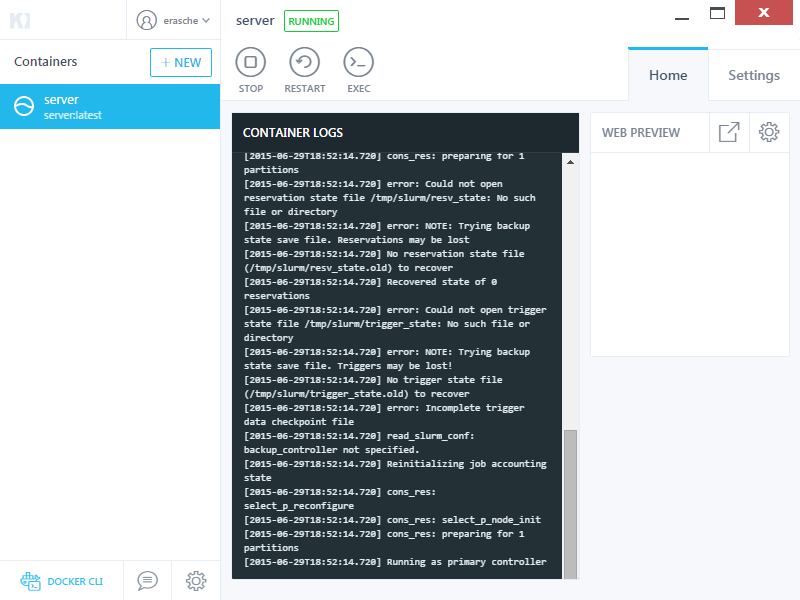 erasche
server RUNNING
Containers
+ NEW
server
server:latest
STOP
RESTART
EXEC
Home
Settings
CONTAINER LOGS
[2015-06-29T18:52:14.720] cons_res: preparing for 1
partitions
[2015-06-29T18:52:14.720] error: Could not open
reservation state file /tmp/slurm/resv_state: No such
file or directory
[2015-06-29T18:52:14.720] error: NOTE: Trying backup
state save file. Reservations may be lost
[2015-06-29T18:52:14.720] No reservation state file
(/tmp/slurm/resv_state.old) to recover
[2015-06-29T18:52:14.720] Recovered state of 0
reservations
[2015-06-29T18:52:14.720] error: Could not open trigger
state file /tmp/slurm/trigger_state: No such file or
directory
[2015-06-29T18:52:14.720] error: NOTE: Trying backup
state save file. Triggers may be lost!
[2015-06-29T18:52:14.720] No trigger state file
(/tmp/slurm/trigger_state.old) to recover
[2015-06-29T18:52:14.720] error: Incomplete trigger
data checkpoint file
[2015-06-29T18:52:14.720] read_slurm_conf:
backup_controller not specified.
[2015-06-29T18:52:14.720] Reinitializing job accounting
state
[2015-06-29T18:52:14.720] cons_res:
select_p_reconfigure
[2015-06-29T18:52:14.720] cons_res: select_p_node_init
[2015-06-29T18:52:14.720] cons_res: preparing for 1
partitions
[2015-06-29T18:52:14.720] Running as primary controller
WEB PREVIEW
DOCKER CLI